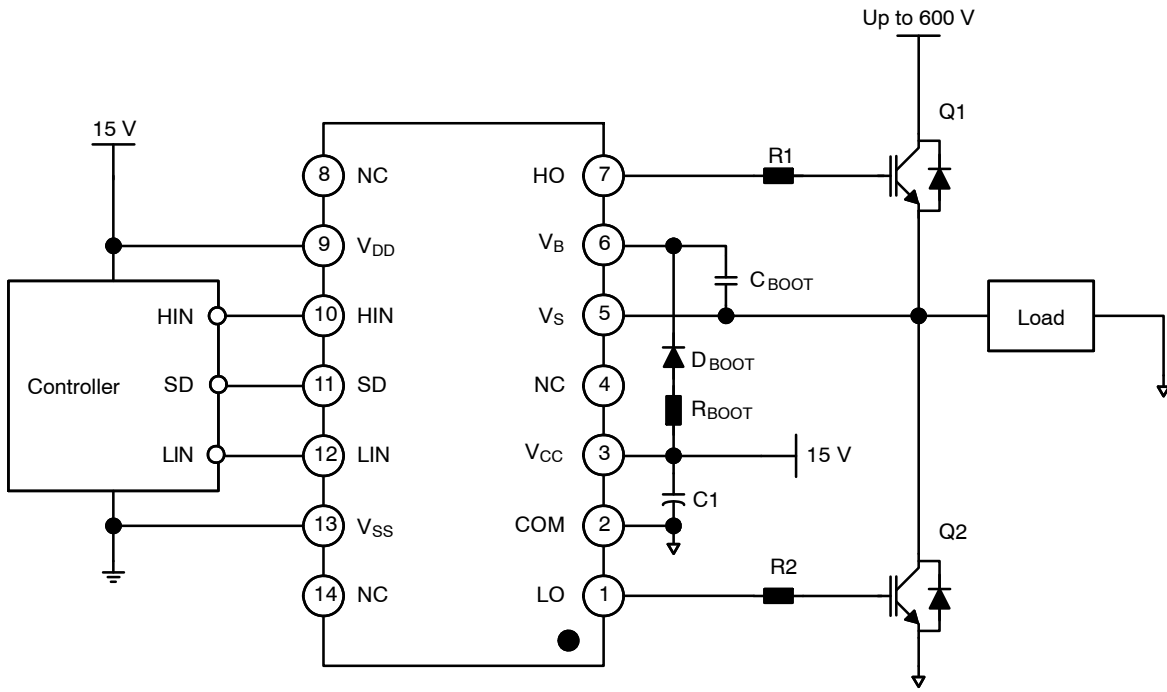 Up to 600 V
Q1
15 V
R1
8 NC
HO 7
9 VDD
VB 6
CBOOT
HIN
10 HIN
VS 5
Load
DBOOT
Controller
SD
11 SD
NC 4
RBOOT
LIN
12 LIN
VCC 3
15 V
C1
13 VSS
COM 2
Q2
R2
14 NC
LO 1